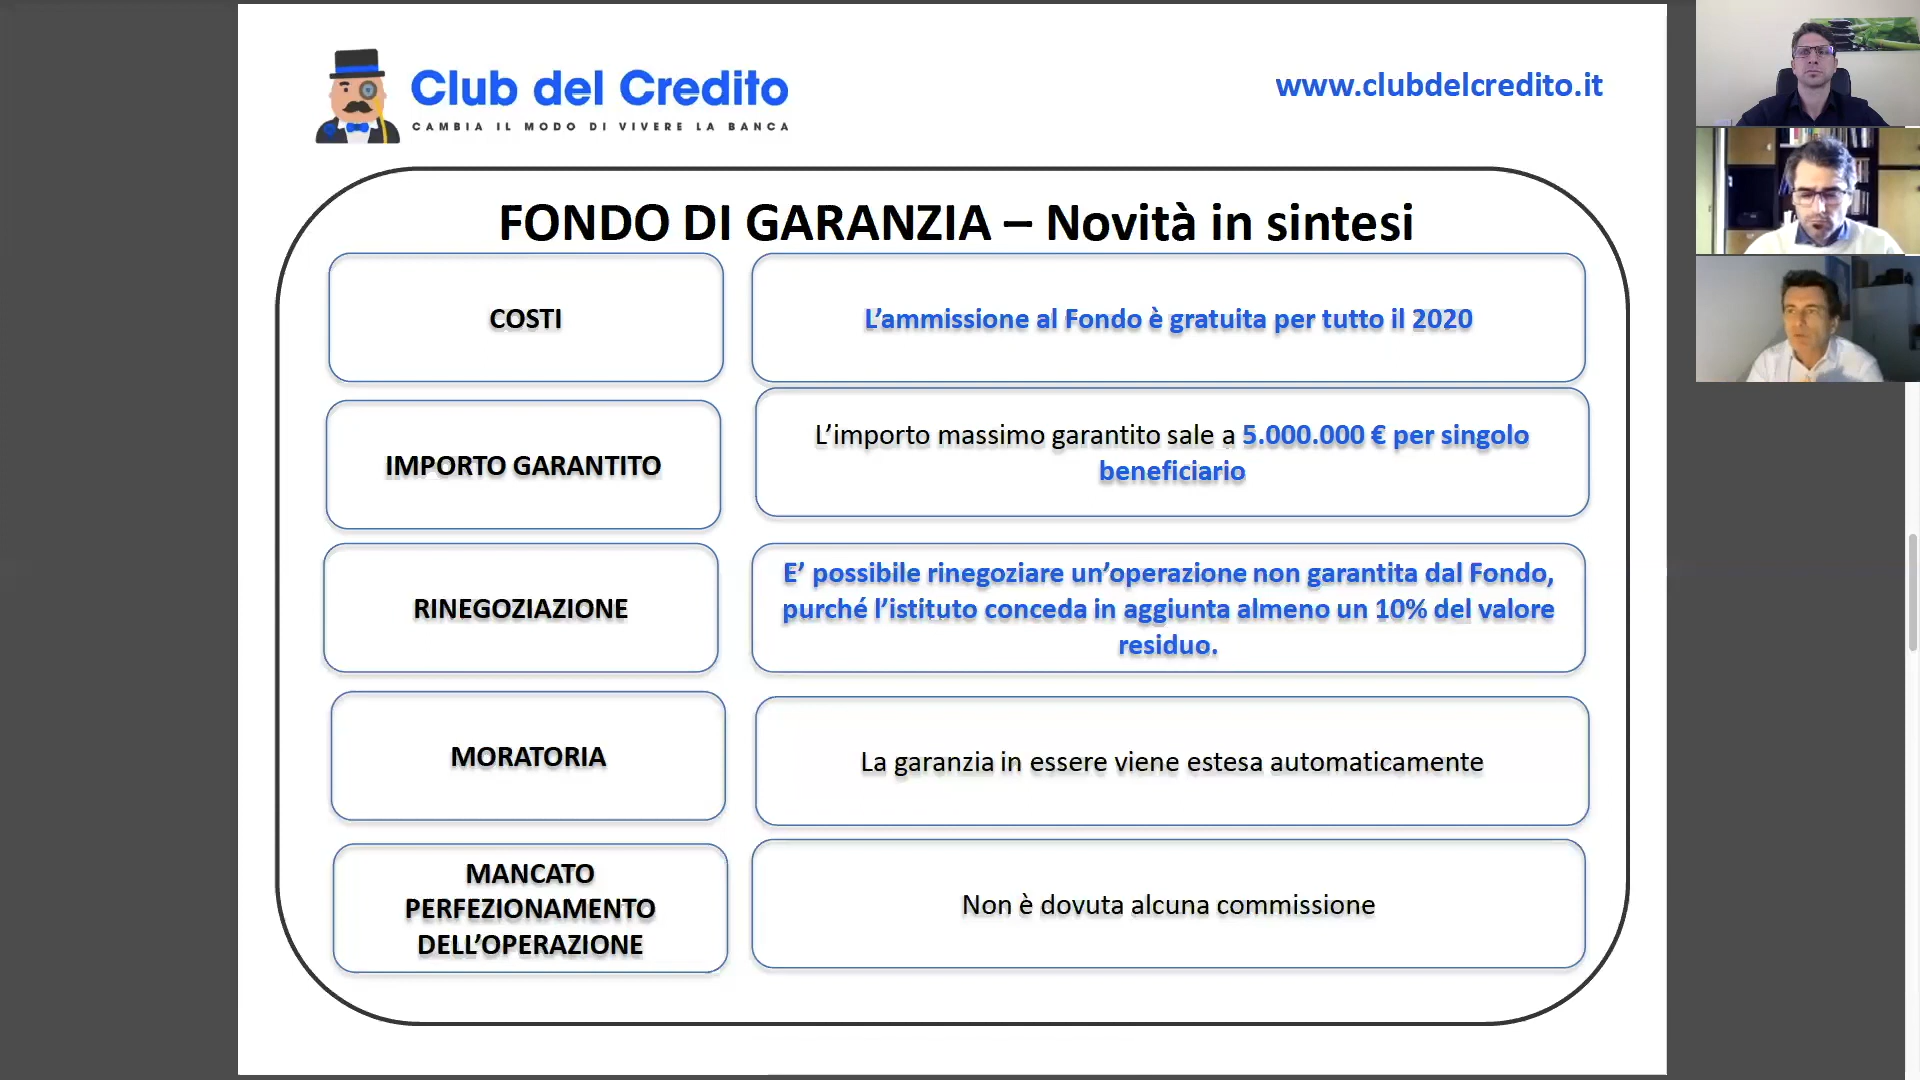 Club del Credito
CAMBIA IL MODO DI VIVERE LA BANCA
www.clubdelcredito.it
FONDO DI GARANZIA – Novità in sintesi
COSTI
L’ammissione al Fondo è gratuita per tutto il 2020
IMPORTO GARANTITO
L’importo massimo garantito sale a 5.000.000 € per singolo
beneficiario
RINEGOZIAZIONE
E’ possibile rinegoziare un’operazione non garantita dal Fondo,
purché l’istituto conceda in aggiunta almeno un 10% del valore
residuo.
MORATORIA
La garanzia in essere viene estesa automaticamente
MANCATO
PERFEZIONAMENTO
DELL’OPERAZIONE
Non è dovuta alcuna commissione